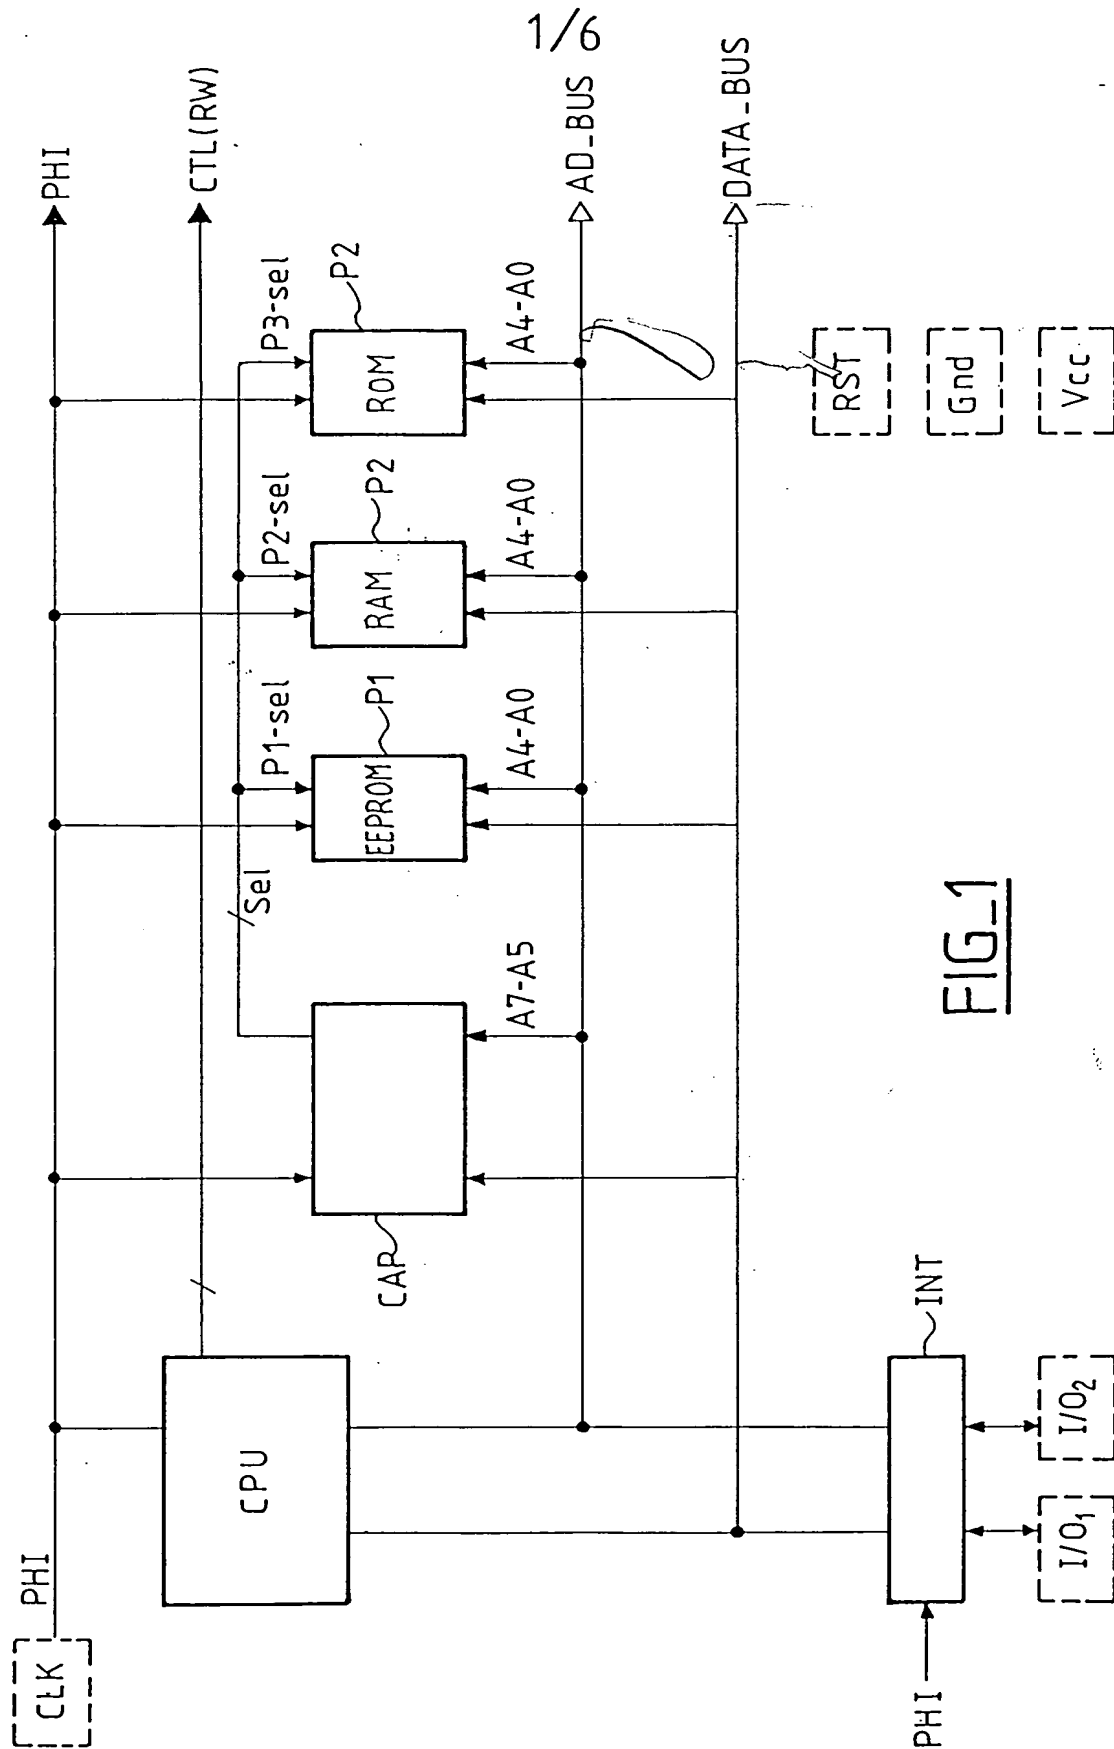 1/6
CLK
PHI
PHI
CTL(RW)
CPU
CAP
Sel
P1-sel
P2-sel
P3-sel
EEPROM
P1
RAM
P2
ROM
P2
A7-A5
A4-A0
A4-A0
A4-A0
AD_BUS
DATA_BUS
PHI
INT
I/O1
I/O2
RST
Gnd
Vcc
FIG_1